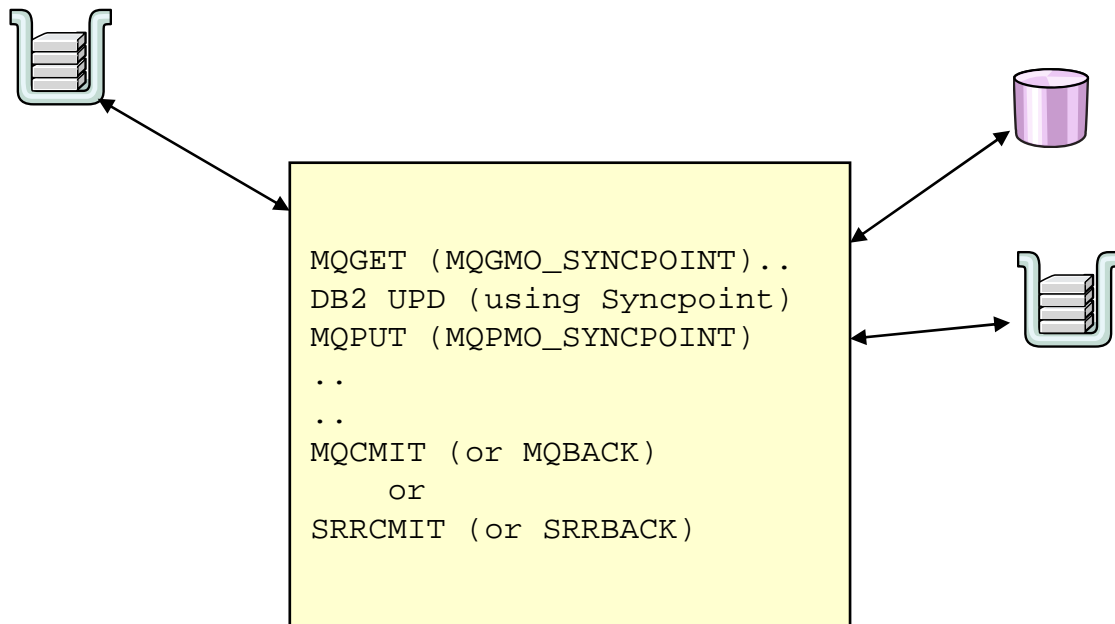 MQGET (MQGMO_SYNCPOINT)..
DB2 UPD (using Syncpoint)
MQPUT (MQPMO_SYNCPOINT)
..
..
MQCMIT (or MQBACK)
or
SRRCMIT (or SRRBACK)